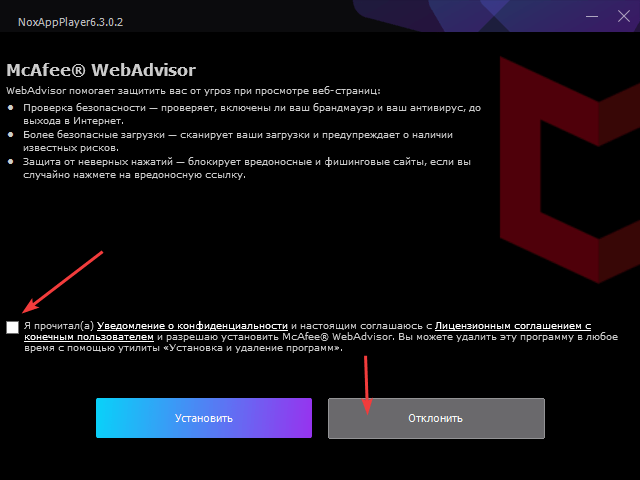 NoxAppPlayer6.3.0.2
McAfee® WebAdvisor
WebAdvisor помогает защитить вас от угроз при просмотре веб-страниц:
● Проверка безопасности — проверяет, включены ли ваш брандмауэр и ваш антивирус, до
выхода в Интернет.
● Более безопасные загрузки — сканирует ваши загрузки и предупреждает о наличии
известных рисков.
● Защита от неверных нажатий — блокирует вредоносные и фишинговые сайты, если вы
случайно нажмете на вредоносную ссылку.
Я прочитал(а) Уведомление о конфиденциальности и настоящим соглашаюсь с Лицензионным соглашением с
конечным пользователем и разрешаю установить McAfee® WebAdvisor. Вы можете удалить эту программу в любое
время с помощью утилиты «Установка и удаление программ».
Установить
Отклонить